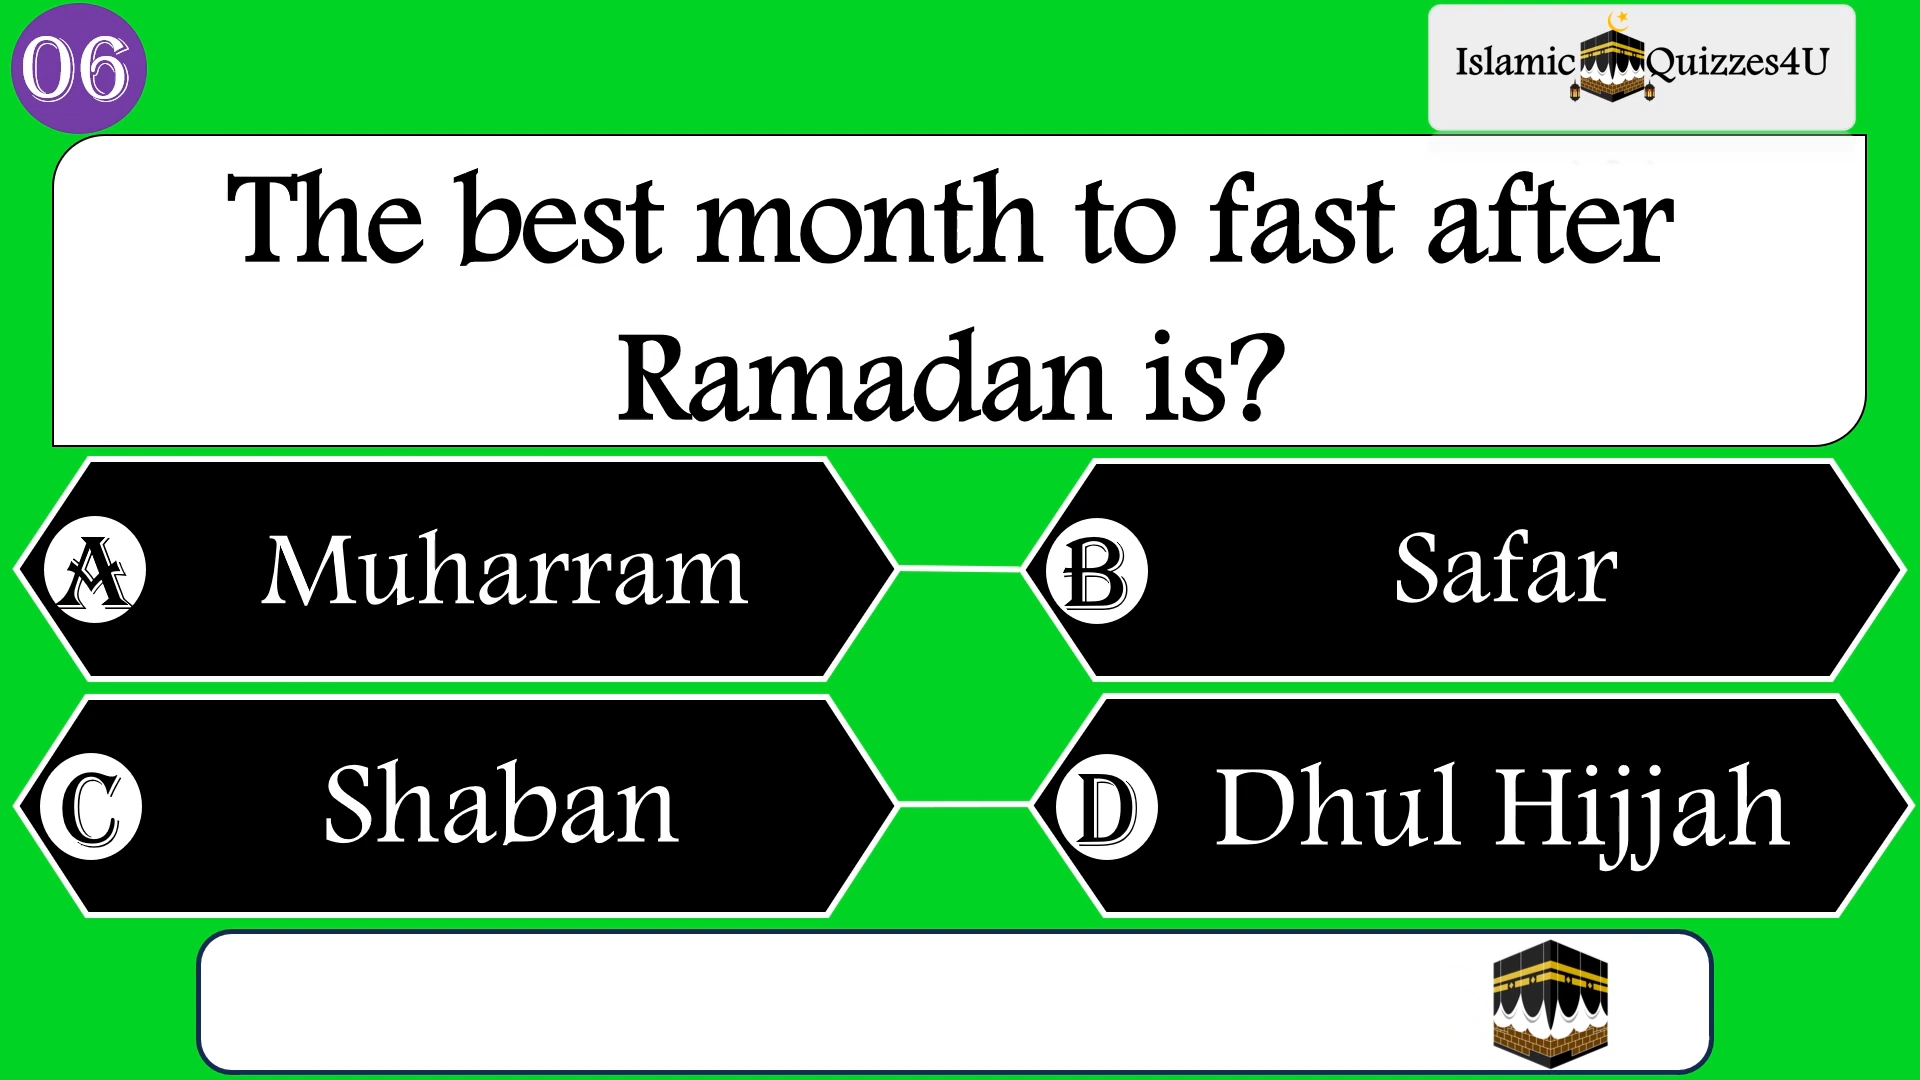 06
Islamic Quizzes4U
The best month to fast after
Ramadan is?
A Muharram
B Safar
C Shaban
D Dhul Hijjah